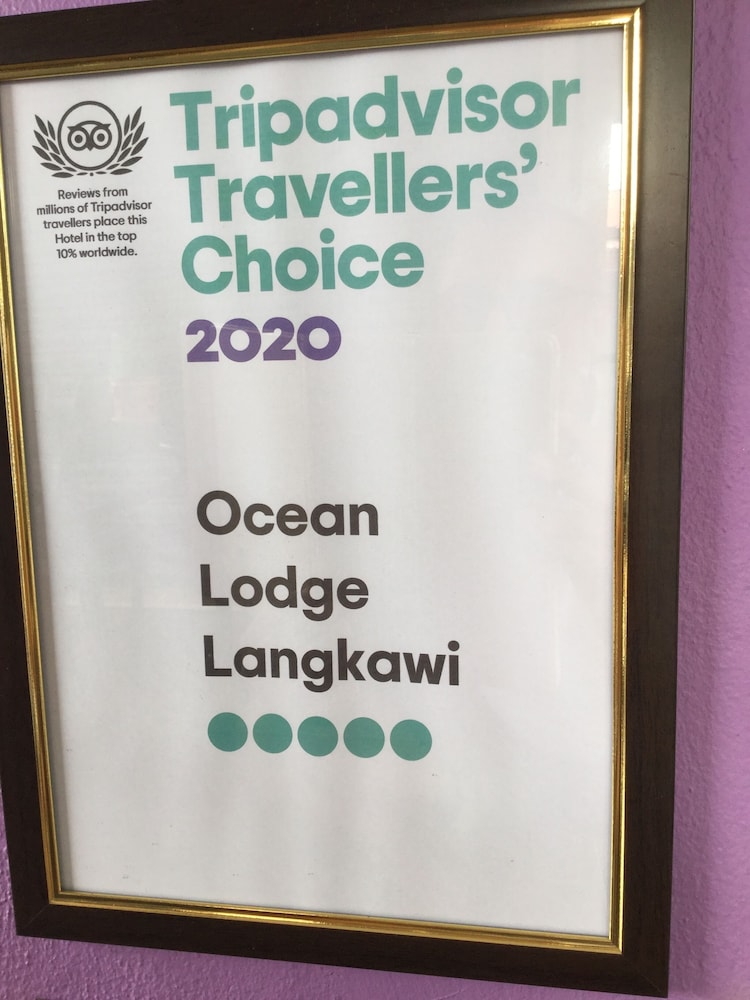 Tripadvisor
Travellers’
Choice
2020
Reviews from
millions of Tripadvisor
travellers place this
Hotel in the top
10% worldwide.
Ocean
Lodge
Langkawi